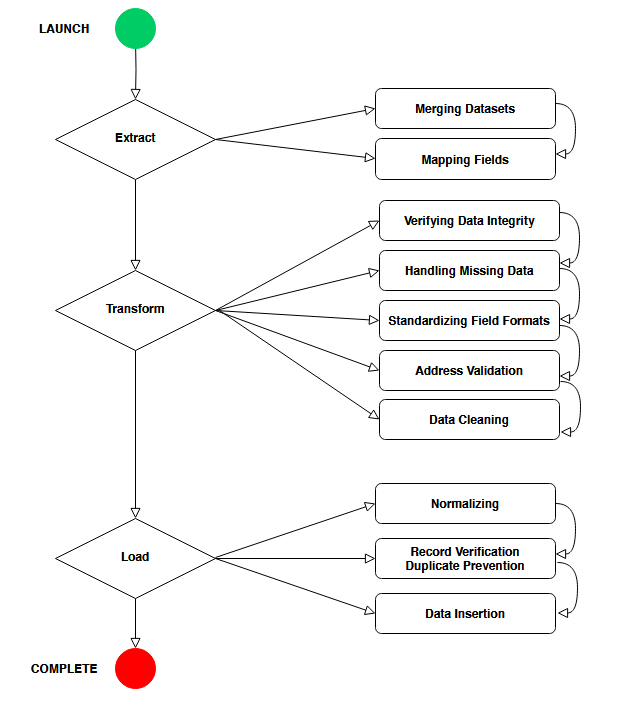 LAUNCH
Extract
Merging Datasets
Mapping Fields
Transform
Verifying Data Integrity
Handling Missing Data
Standardizing Field Formats
Address Validation
Data Cleaning
Load
Normalizing
Record Verification
Duplicate Prevention
Data Insertion
COMPLETE